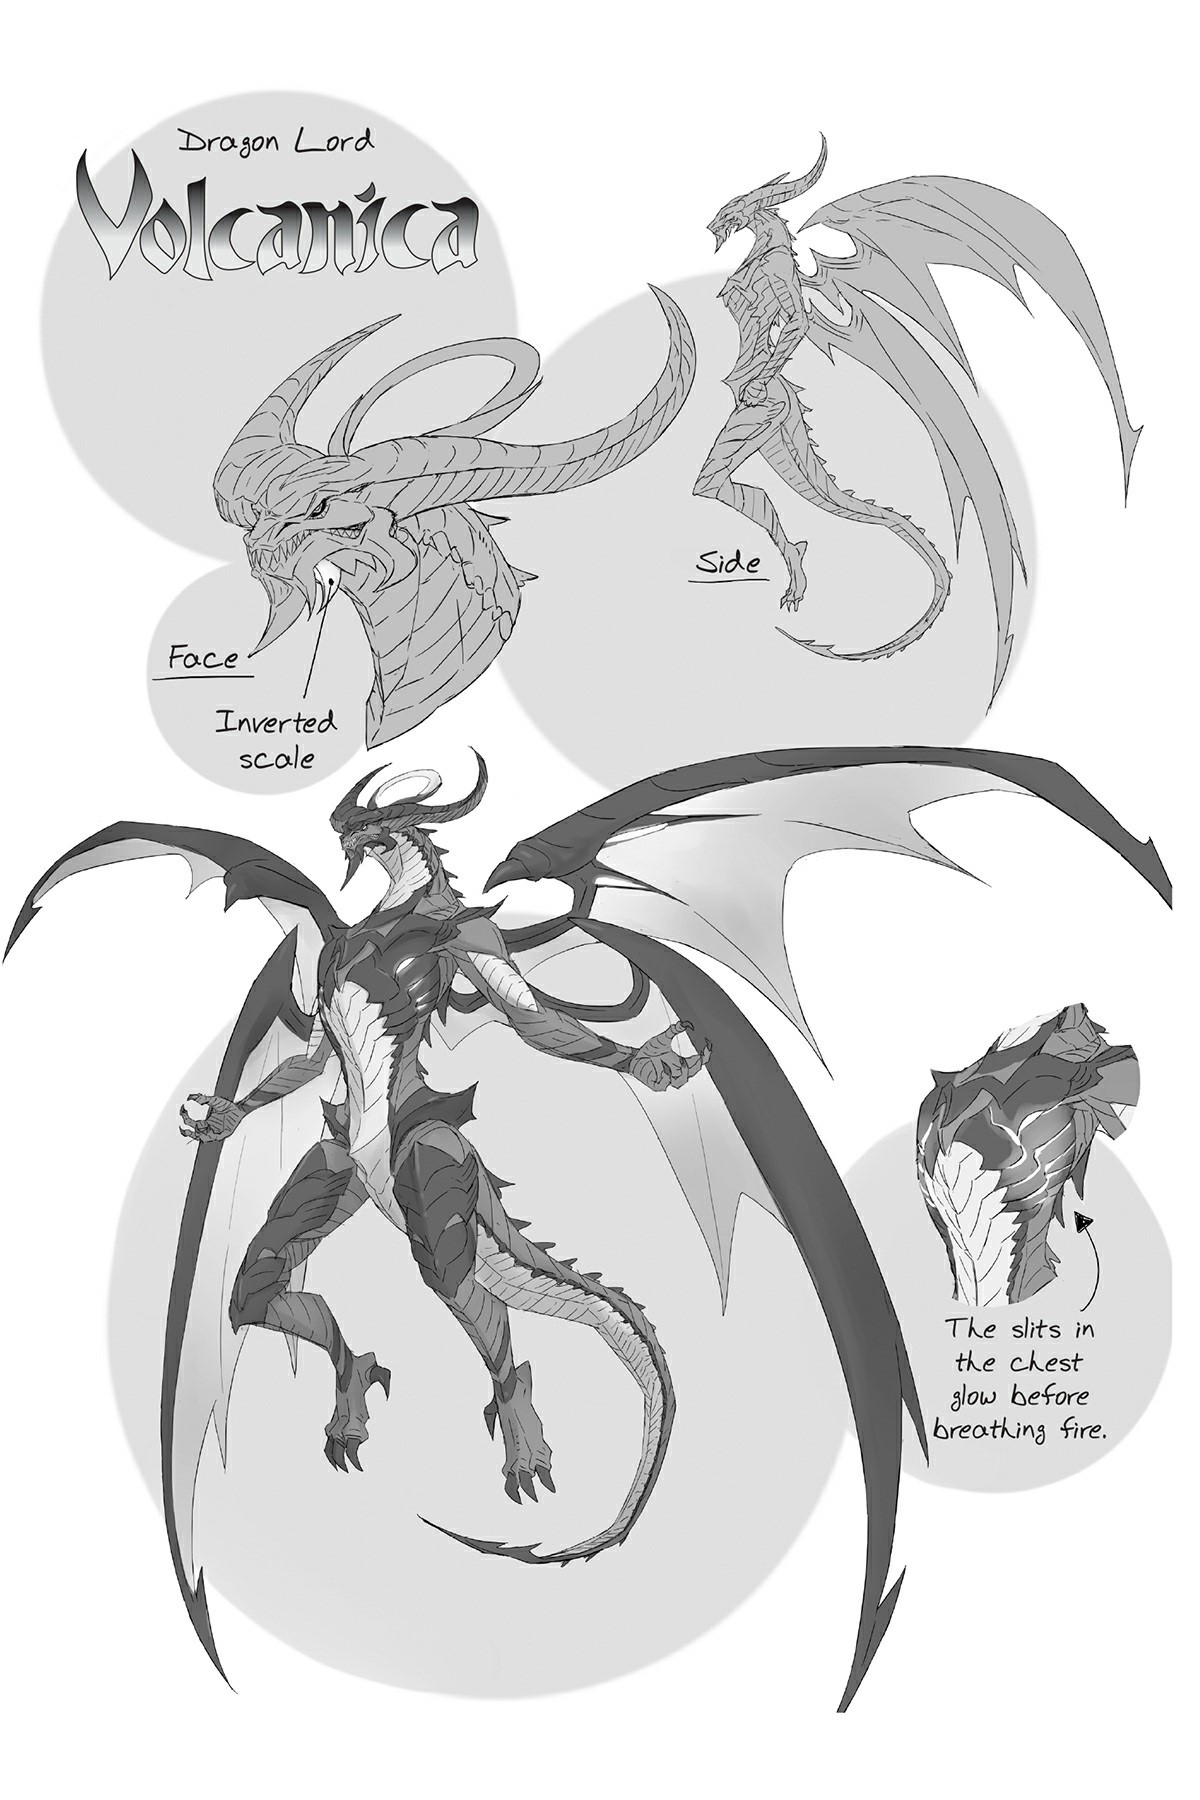 Dragon Lord
Volcanica
Side
Face
Inverted
scale
The slits in
the chest
glow before
breathing fire.